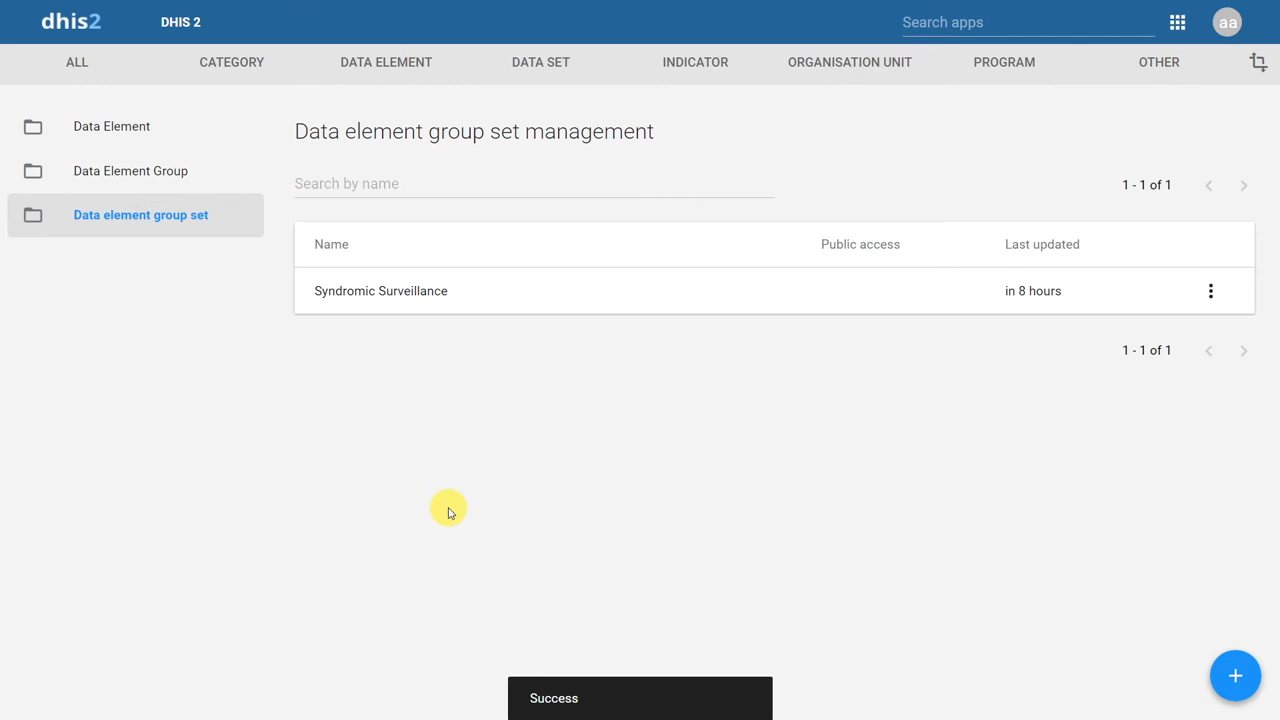 dhis2 DHIS 2 Search apps aa
ALL CATEGORY DATA ELEMENT DATA SET INDICATOR ORGANISATION UNIT PROGRAM OTHER
Data Element
Data Element Group
Data element group set
Data element group set management
Search by name 1 - 1 of 1
Name Public access Last updated
Syndromic Surveillance in 8 hours
1 - 1 of 1
Success